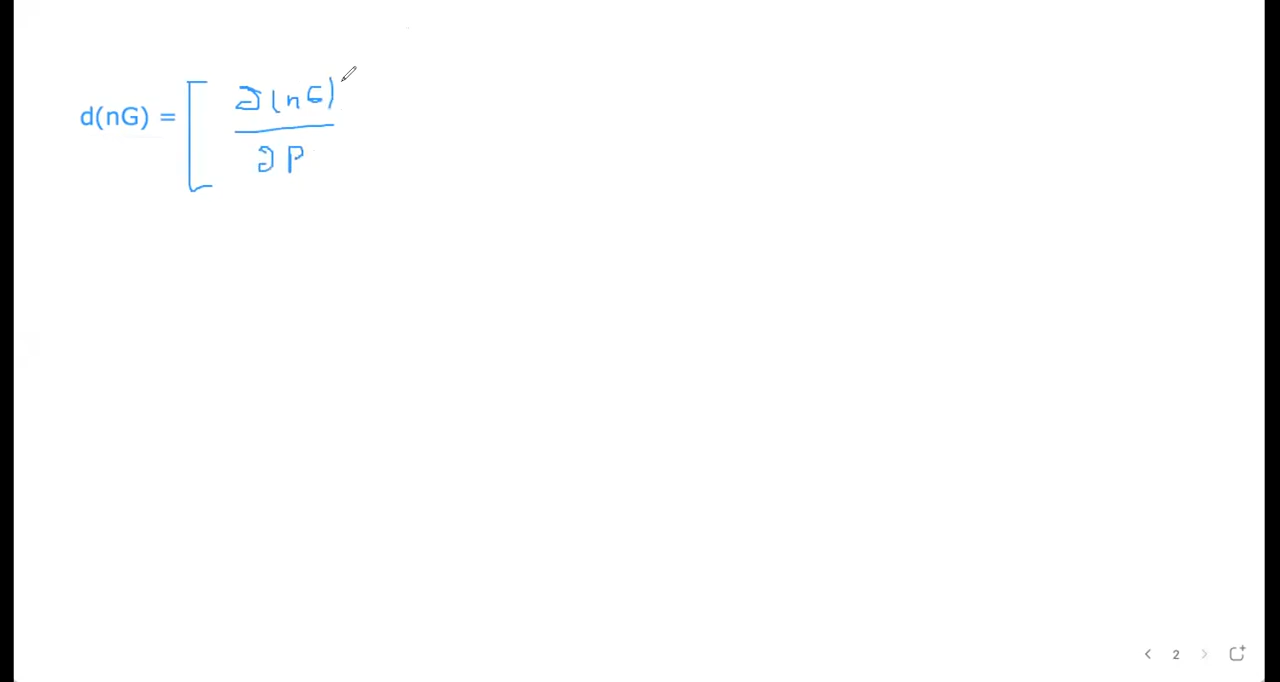 d(nG) = [ ∂(nG)
∂P
2